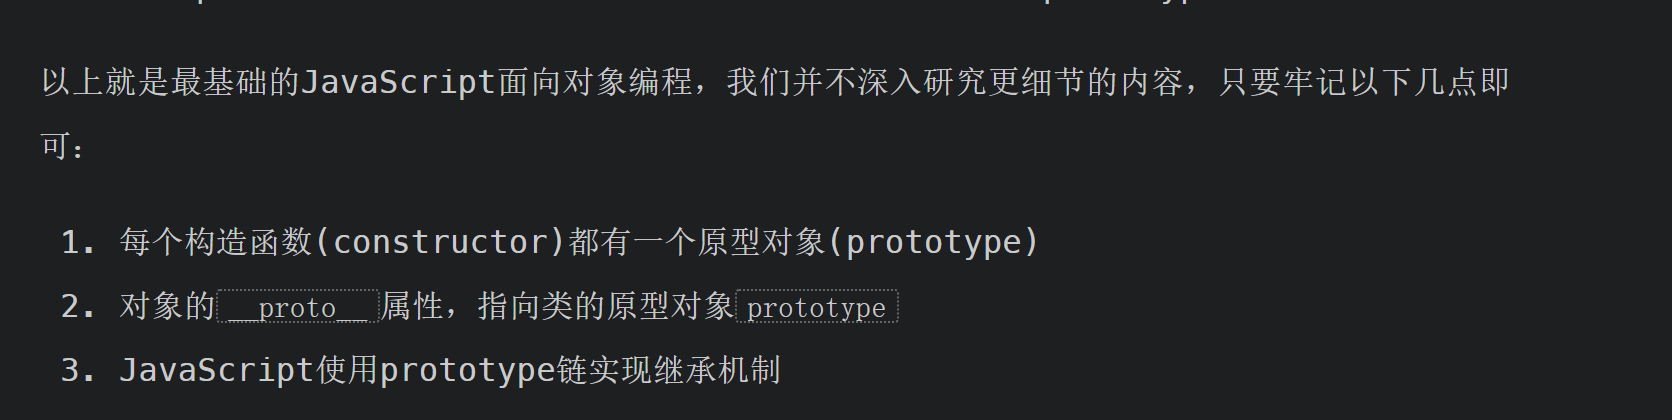 以上就是最基础的JavaScript面向对象编程，我们并不深入研究更细节的内容，只要牢记以下几点即
可：
1. 每个构造函数(constructor)都有一个原型对象(prototype)
2. 对象的__proto__属性，指向类的原型对象prototype
3. JavaScript使用prototype链实现继承机制